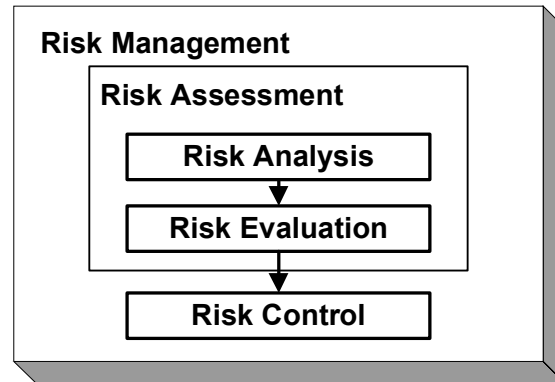 Risk Management
Risk Assessment
Risk Analysis
Risk Evaluation
Risk Control